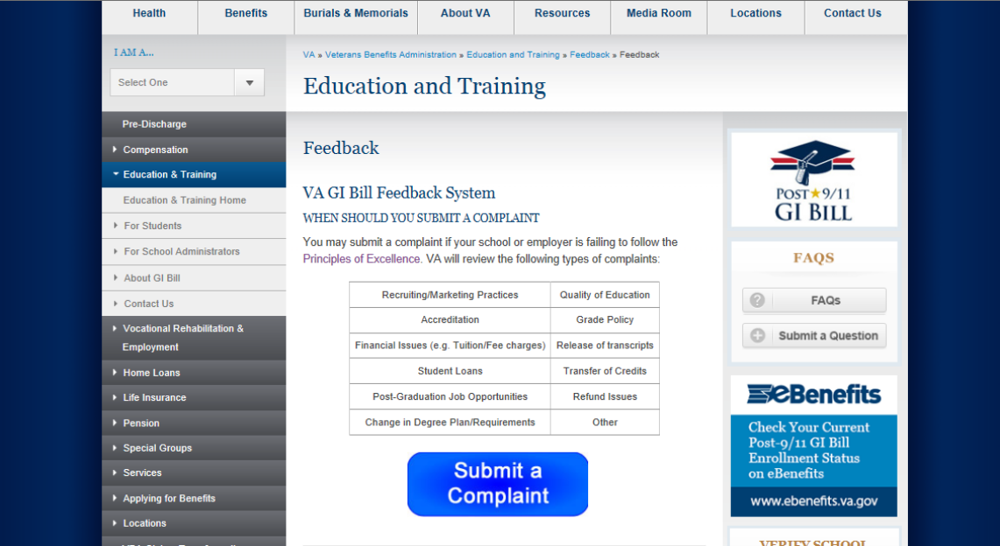 Health Benefits Burials & Memorials About VA Resources Media Room Locations Contact Us
I AM A...
Select One
VA » Veterans Benefits Administration » Education and Training » Feedback » Feedback
Education and Training
Pre-Discharge
Compensation
Education & Training
Education & Training Home
For Students
For School Administrators
About GI Bill
Contact Us
Vocational Rehabilitation &
Employment
Home Loans
Life Insurance
Pension
Special Groups
Services
Applying for Benefits
Locations
Feedback
VA GI Bill Feedback System
WHEN SHOULD YOU SUBMIT A COMPLAINT
You may submit a complaint if your school or employer is failing to follow the
Principles of Excellence. VA will review the following types of complaints:
Recruiting/Marketing Practices Quality of Education
Accreditation Grade Policy
Financial Issues (e.g. Tuition/Fee charges) Release of transcripts
Student Loans Transfer of Credits
Post-Graduation Job Opportunities Refund Issues
Change in Degree Plan/Requirements Other
Submit a
Complaint
POST 9/11
GI BILL
FAQS
FAQs
Submit a Question
eBenefits
Check Your Current
Post-9/11 GI Bill
Enrollment Status
on eBenefits
www.ebenefits.va.gov
VERIFY SCHOOL